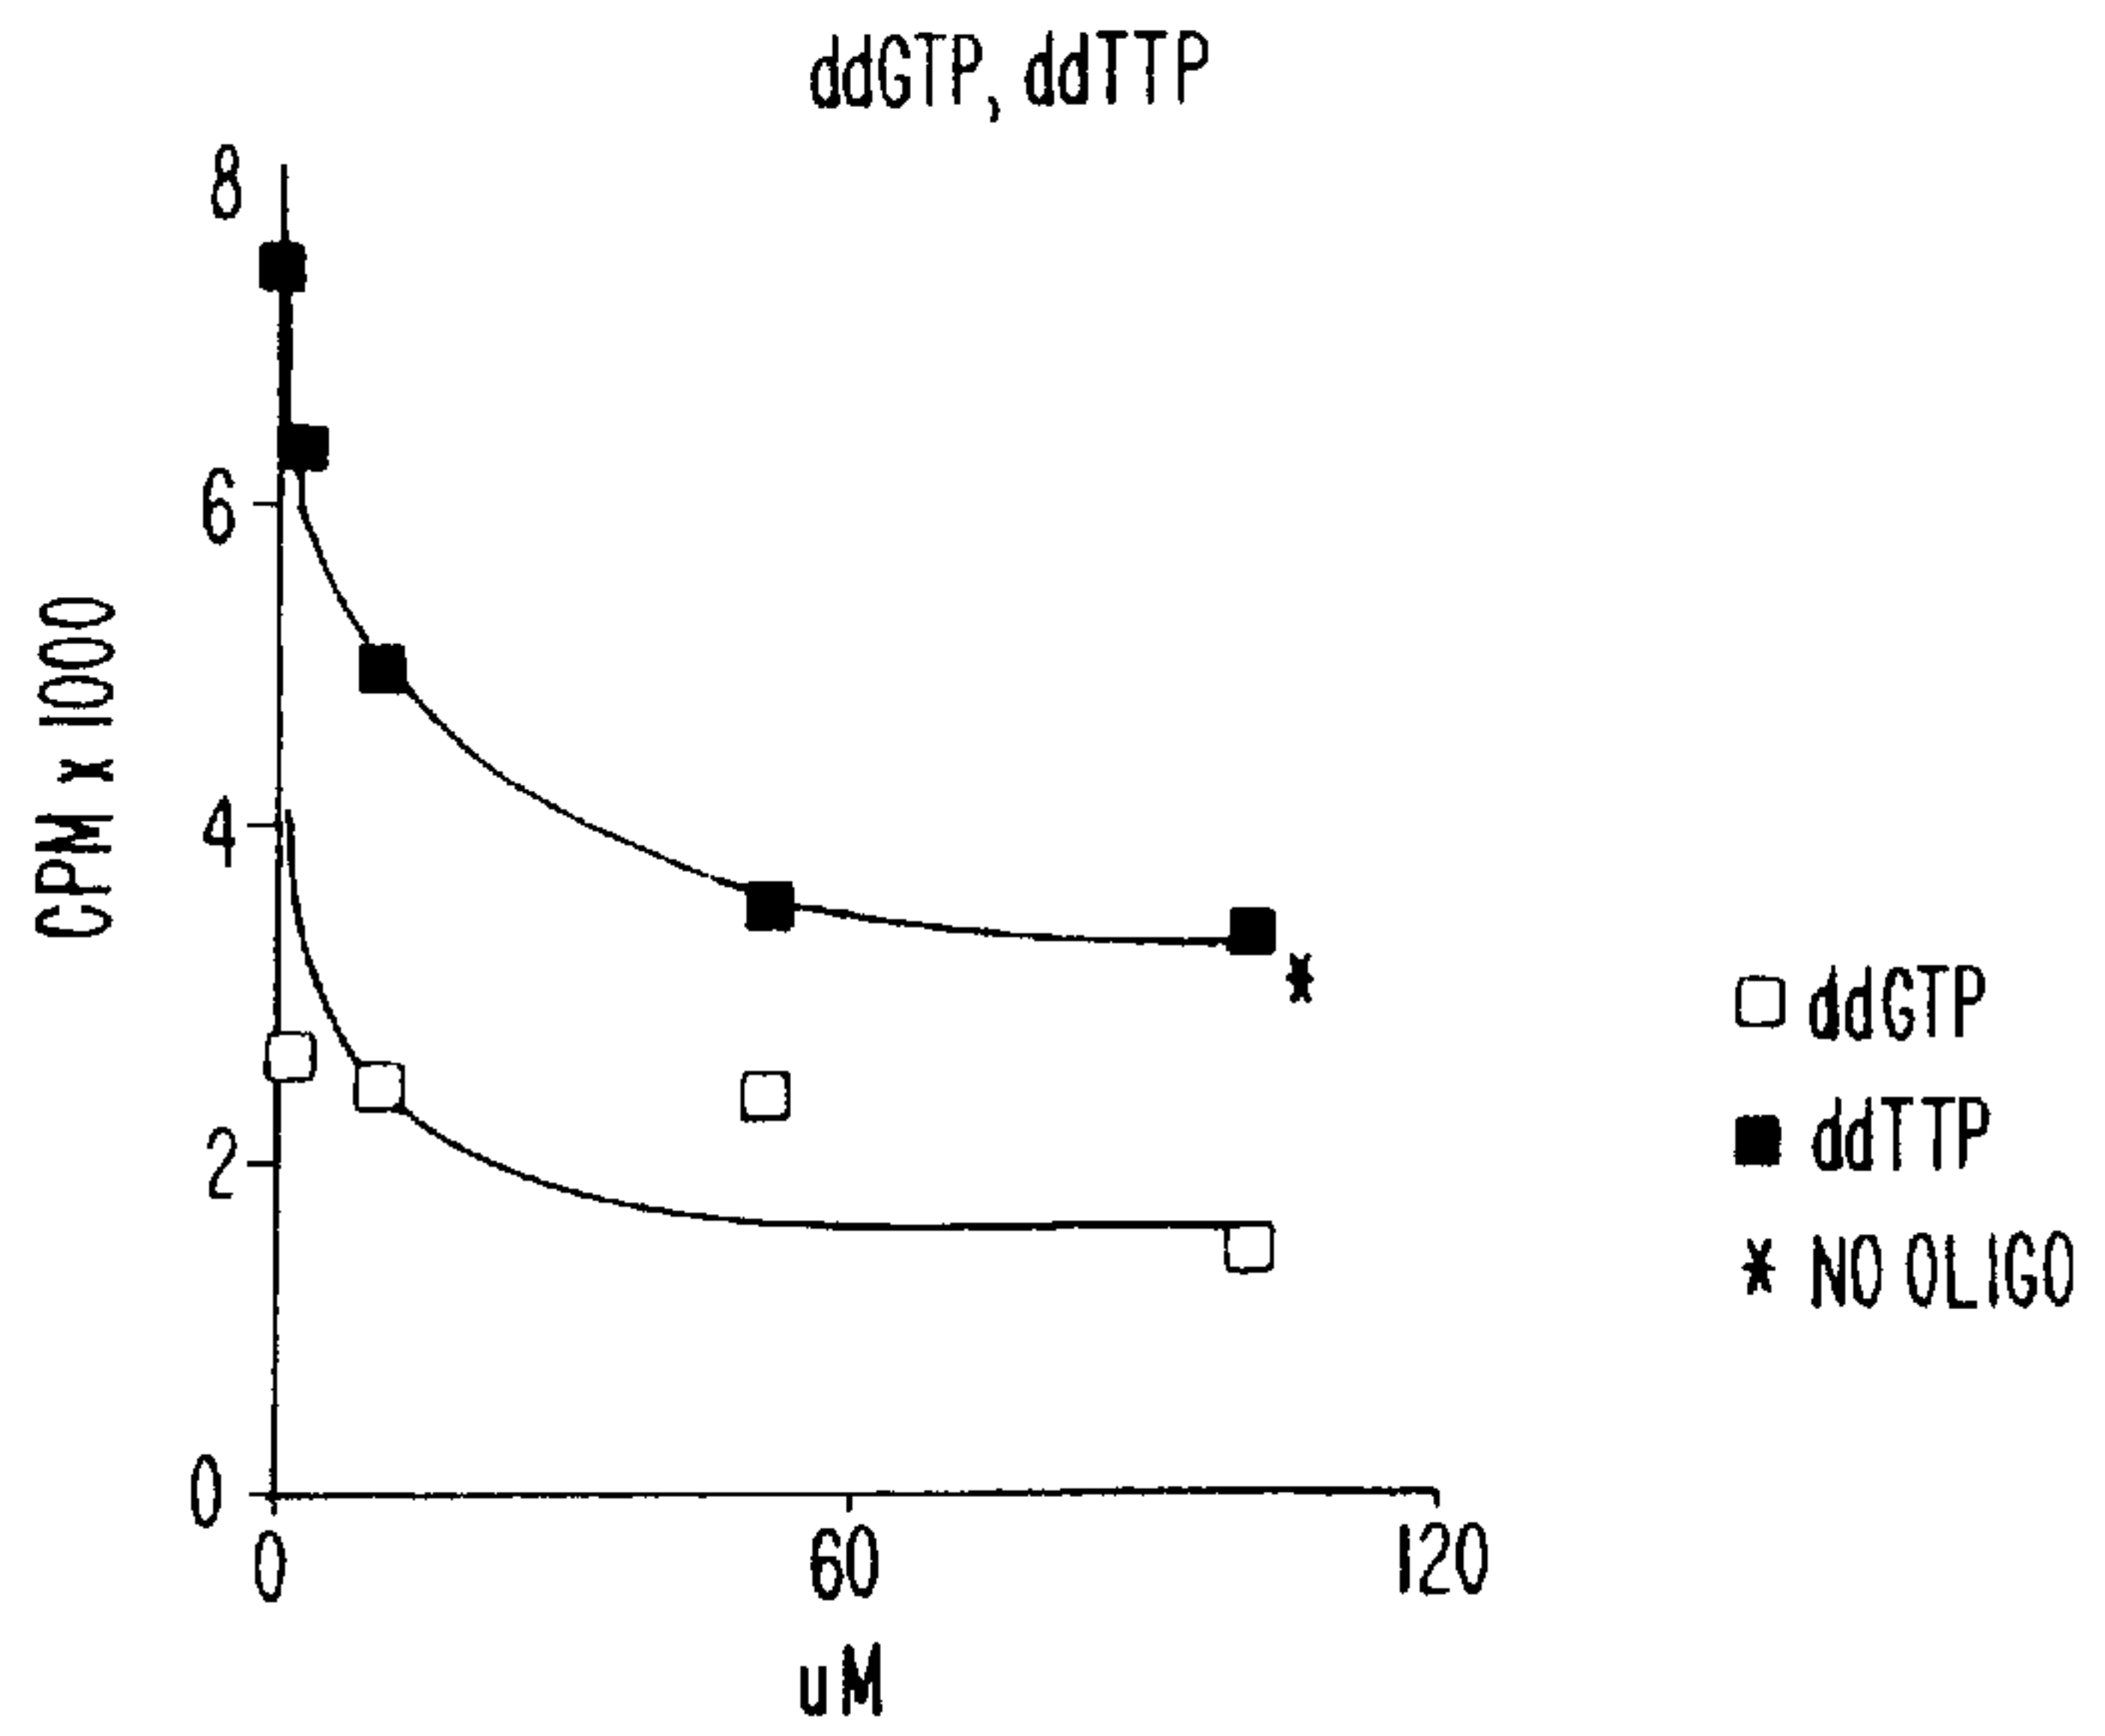 ddGTP, ddTTP
8
6
4
2
0
CPM x 1000
0 60 120
uM
ddGTP
ddTTP
NO OLIGO